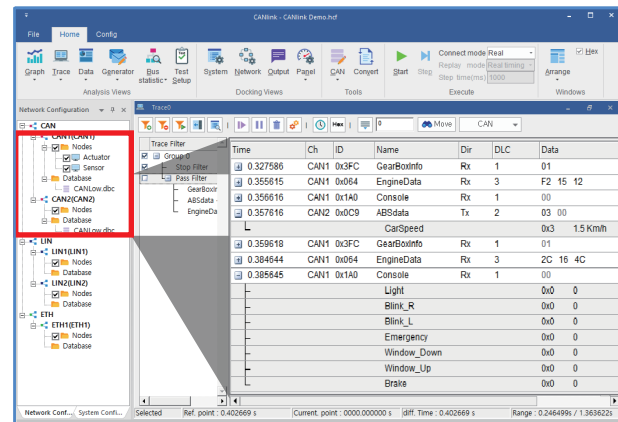 CANlink - CANlink Demo.hcf
File Home Config
Graph Trace Data Generator Bus statistic Test Setup System Network Output Panel CAN Convert Start Step
Connect mode Real
Replay mode Real timing
Step time(ms) 1000
Arrange Hex
Analysis Views Docking Views Tools Execute Windows
Network Configuration
Trace0
CAN
CAN1(CAN1)
Nodes
Actuator
Sensor
Database
CANLow.dbc
CAN2(CAN2)
Nodes
Database
CANLow.dbc
LIN
LIN1(LIN1)
Nodes
Database
LIN2(LIN2)
Nodes
Database
ETH
ETH1(ETH1)
Nodes
Database
Network Conf... System Confi...
Hex 0 Move CAN
Trace Filter
Group 0
Stop Filter
Pass Filter
GearBoxIr
ABSdata -
EngineDa
Time Ch ID Name Dir DLC Data
0.327586 CAN1 0x3FC GearBoxInfo Rx 1 01
0.355615 CAN1 0x064 EngineData Rx 3 F2 15 12
0.356616 CAN1 0x1A0 Console Rx 1 00
0.357616 CAN2 0x0C9 ABSdata Tx 2 03 00
CarSpeed 0x3 1.5 Km/h
0.359618 CAN1 0x3FC GearBoxInfo Rx 1 01
0.384644 CAN1 0x064 EngineData Rx 3 2C 16 4C
0.385645 CAN1 0x1A0 Console Rx 1 00
Light 0x0 0
Blink_R 0x0 0
Blink_L 0x0 0
Emergency 0x0 0
Window_Down 0x0 0
Window_Up 0x0 0
Brake 0x0 0
Selected Ref. point : 0.402669 s Current. point : 0000.000000 s diff. Time : 0.402669 s Range : 0.246499s / 1.363622s